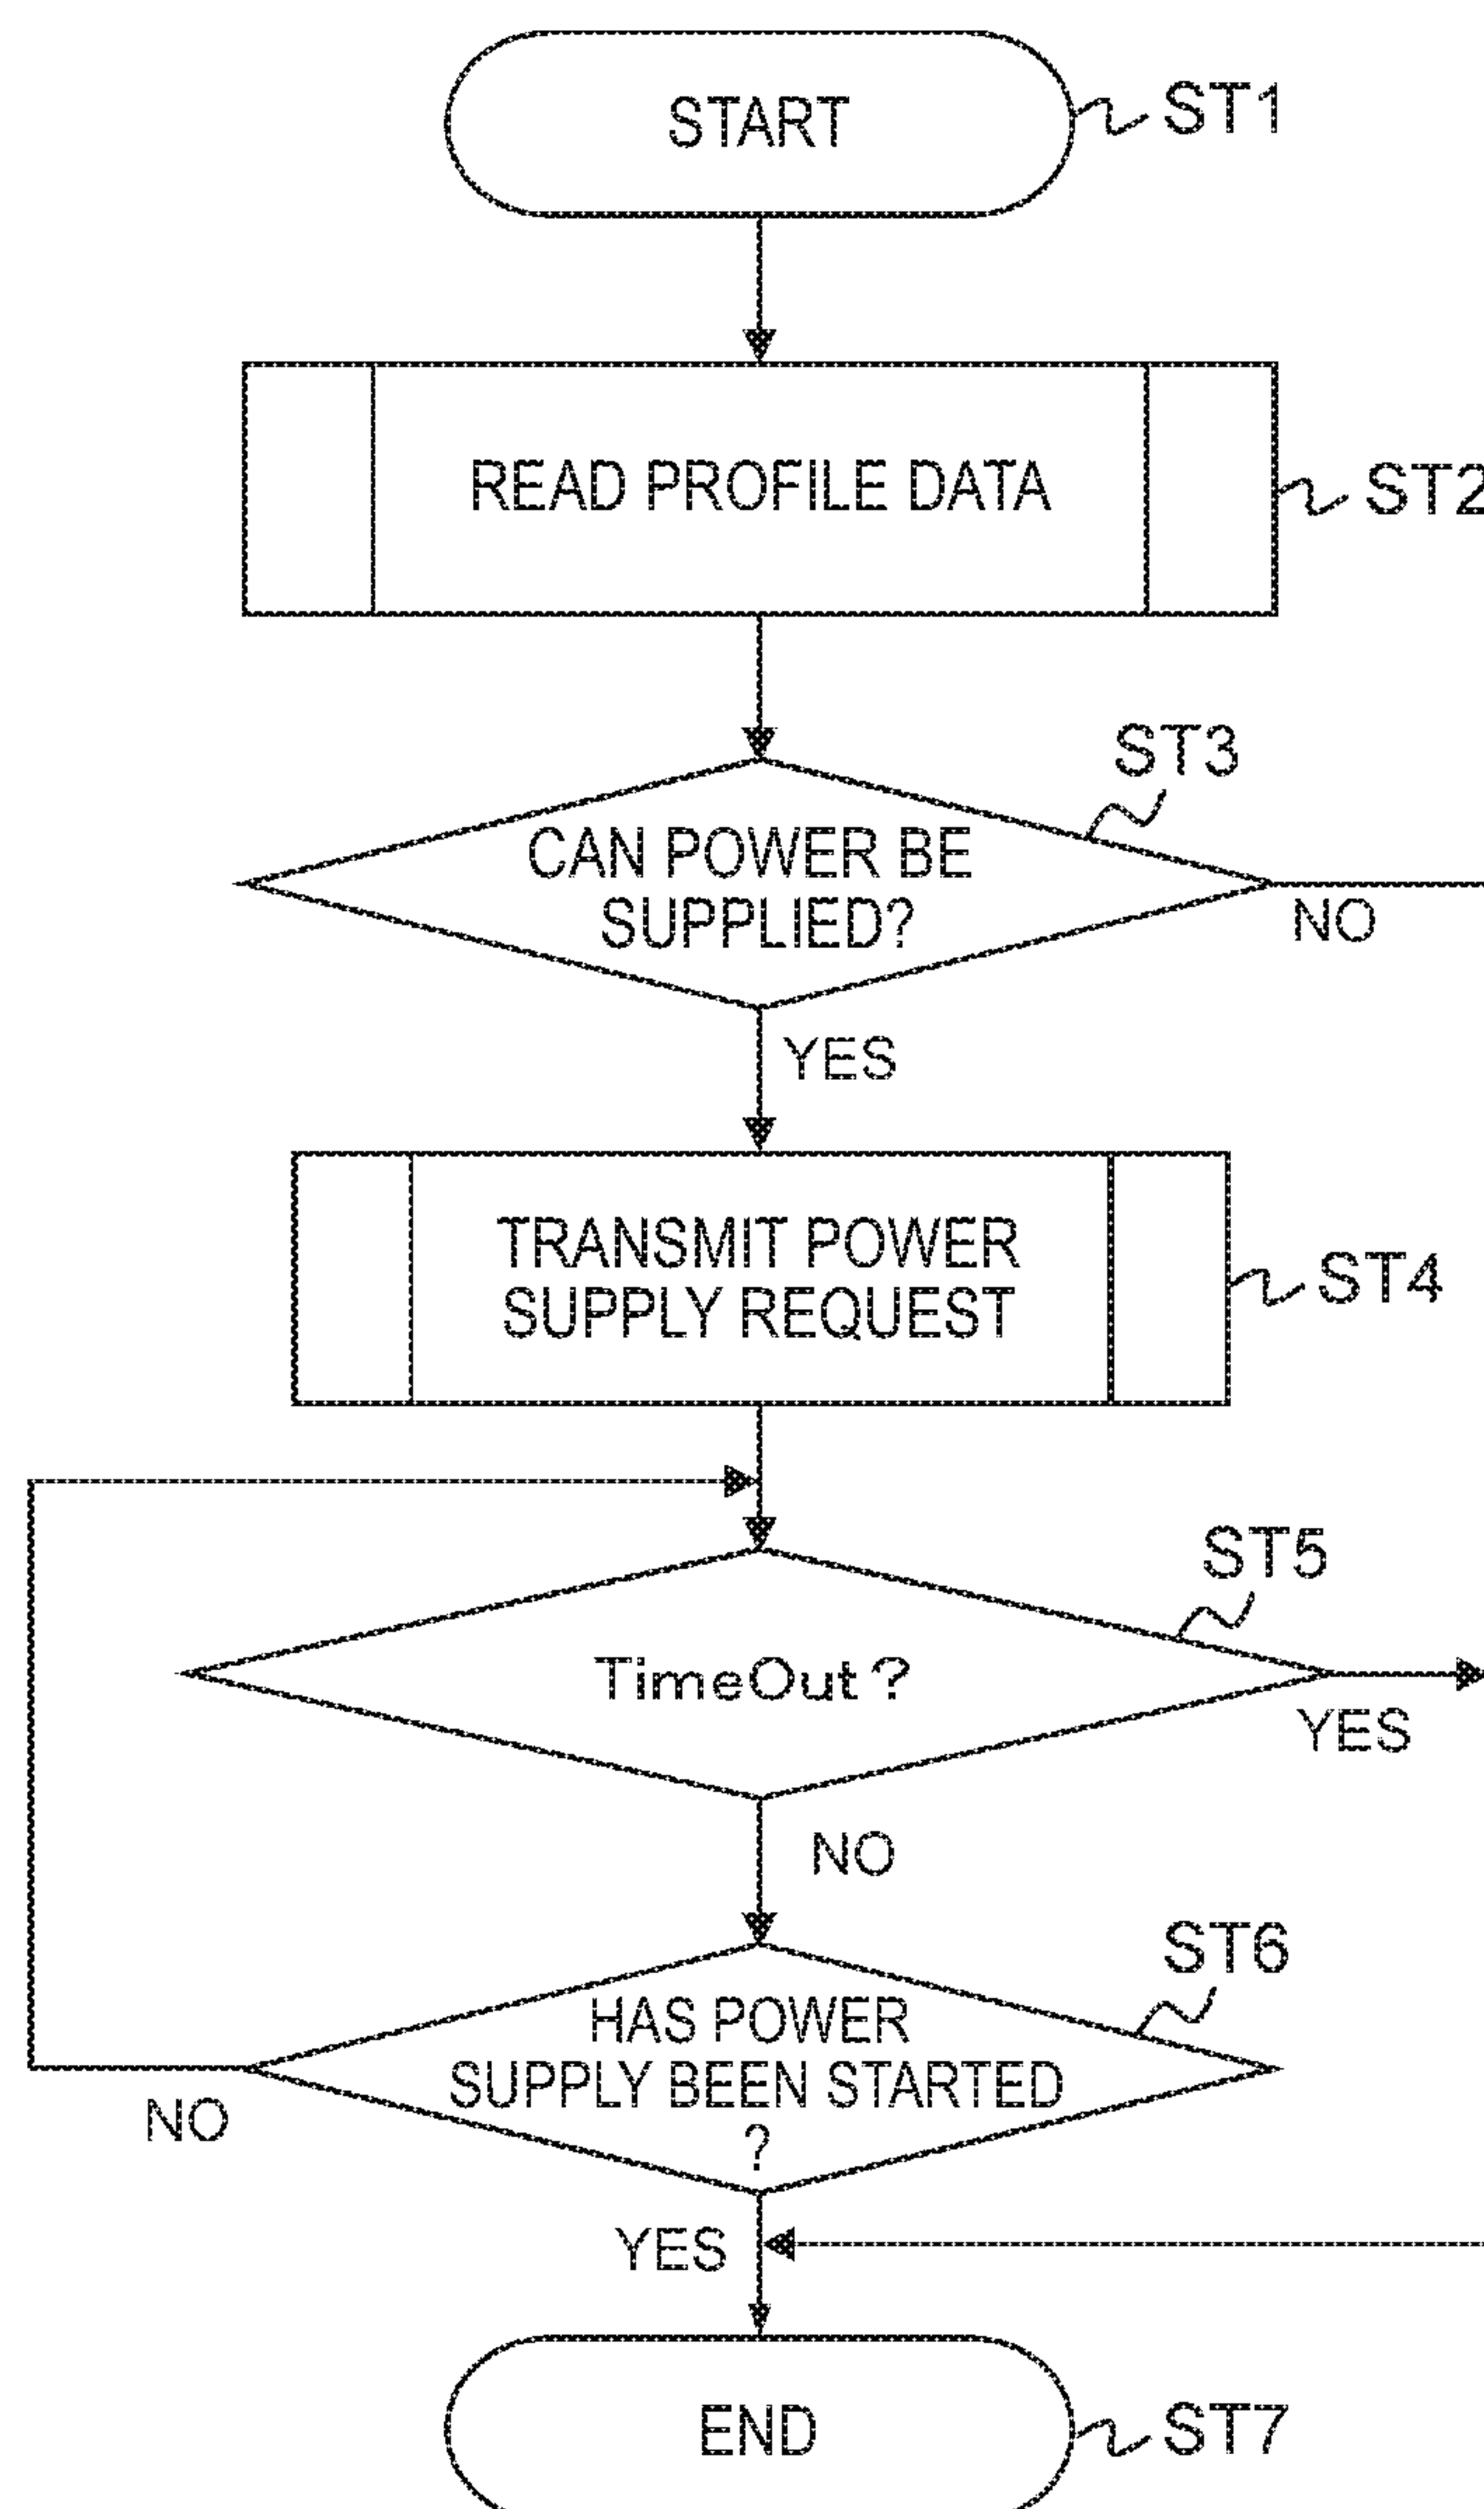 START
ST1
READ PROFILE DATA
ST2
ST3
CAN POWER BE
SUPPLIED?
NO
YES
TRANSMIT POWER
SUPPLY REQUEST
ST4
ST5
TimeOut ?
YES
NO
ST6
HAS POWER
SUPPLY BEEN STARTED
?
NO
YES
END
ST7